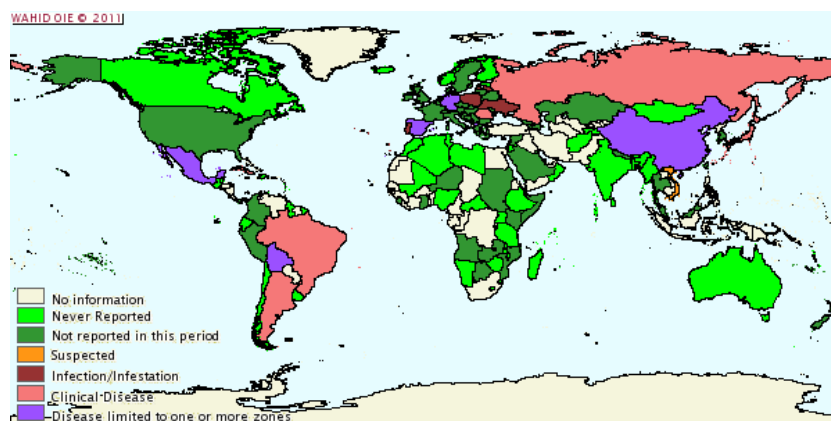 WAHID OIE © 2011
No information
Never Reported
Not reported in this period
Suspected
Infection/Infestation
Clinical Disease
Disease limited to one or more zones